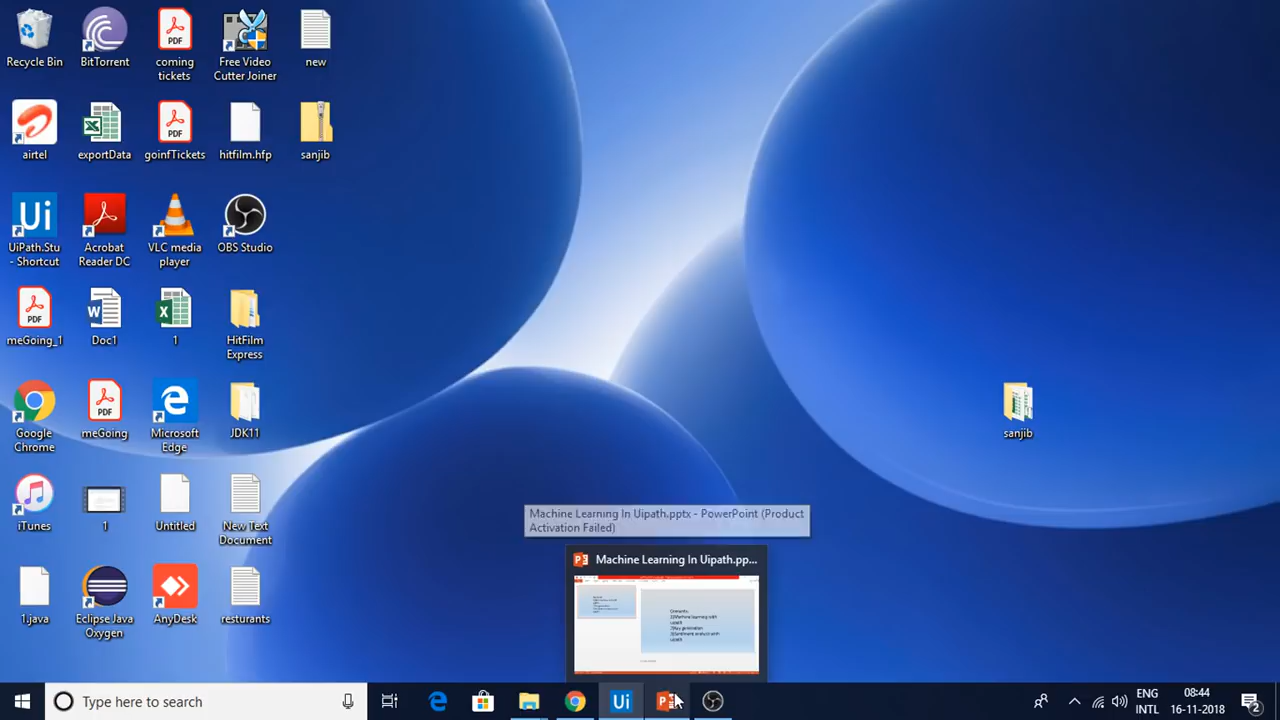 Recycle Bin
BitTorrent
coming tickets
Free Video Cutter Joiner
new
airtel
exportData
goinfTickets
hitfilm.hfp
sanjib
UiPath.Stu - Shortcut
Acrobat Reader DC
VLC media player
OBS Studio
meGoing_1
Doc1
1
HitFilm Express
Google Chrome
meGoing
Microsoft Edge
JDK11
sanjib
iTunes
1
Untitled
New Text Document
1.java
Eclipse Java Oxygen
AnyDesk
resturants
Machine Learning In Uipath.pptx - PowerPoint (Product
Activation Failed)
Machine Learning In Uipath.pp...
Type here to search
Ui
ENG
INTL
08:44
16-11-2018
2